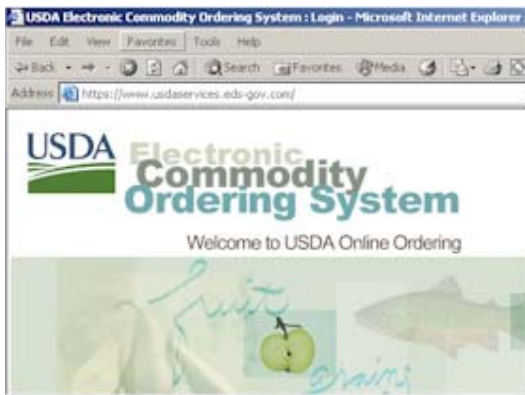 USDA Electronic Commodity Ordering System : Login - Microsoft Internet Explorer
File Edit View Favorites Tools Help
Back Search Favorites Media
Address https://www.usdaservices.eds-gov.com/
USDA Electronic
Commodity
Ordering System
Welcome to USDA Online Ordering
fruit
grains